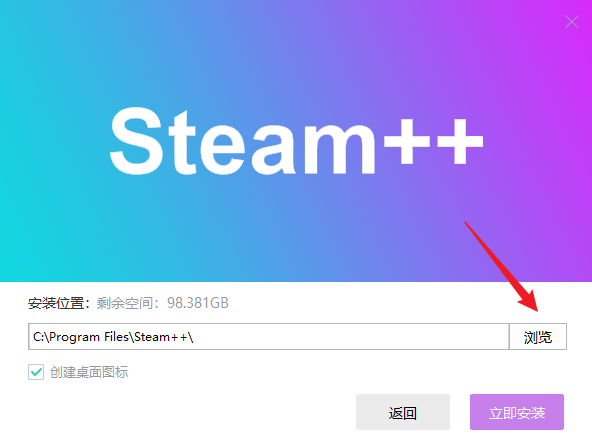 Steam++
安装位置：剩余空间：98.381GB
C:\Program Files\Steam++\
浏览
创建桌面图标
返回
立即安装